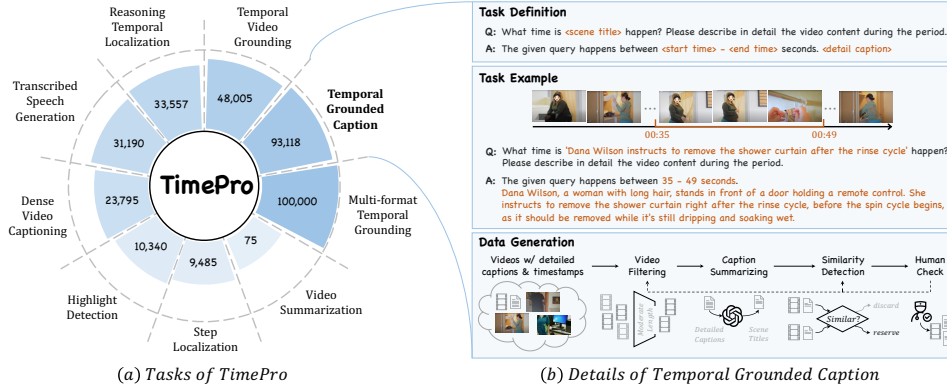 Reasoning
Temporal
Localization
Temporal
Video
Grounding
Transcribed
Speech
Generation
Temporal
Grounded
Caption
33,557
48,005
31,190
93,118
TimePro
Dense
Video
Captioning
23,795
100,000
Multi-format
Temporal
Grounding
10,340
9,485
75
Highlight
Detection
Step
Localization
Video
Summarization
(a) Tasks of TimePro
Task Definition
Q: What time is <scene title> happen? Please describe in detail the video content during the period.
A: The given query happens between <start time> - <end time> seconds. <detail caption>
Task Example
... ...
00:35 00:49
Q: What time is 'Dana Wilson instructs to remove the shower curtain after the rinse cycle' happen?
Please describe in detail the video content during the period.
A: The given query happens between 35 - 49 seconds.
Dana Wilson, a woman with long hair, stands in front of a door holding a remote control. She
instructs to remove the shower curtain right after the rinse cycle, before the spin cycle begins,
as it should be removed while it's still dripping and soaking wet.
Data Generation
Videos w/ detailed
captions & timestamps
Video
Filtering
Caption
Summarizing
Similarity
Detection
Human
Check
Moderate
Length
Detailed
Captions
Scene
Titles
Similar?
discard
reserve
(b) Details of Temporal Grounded Caption